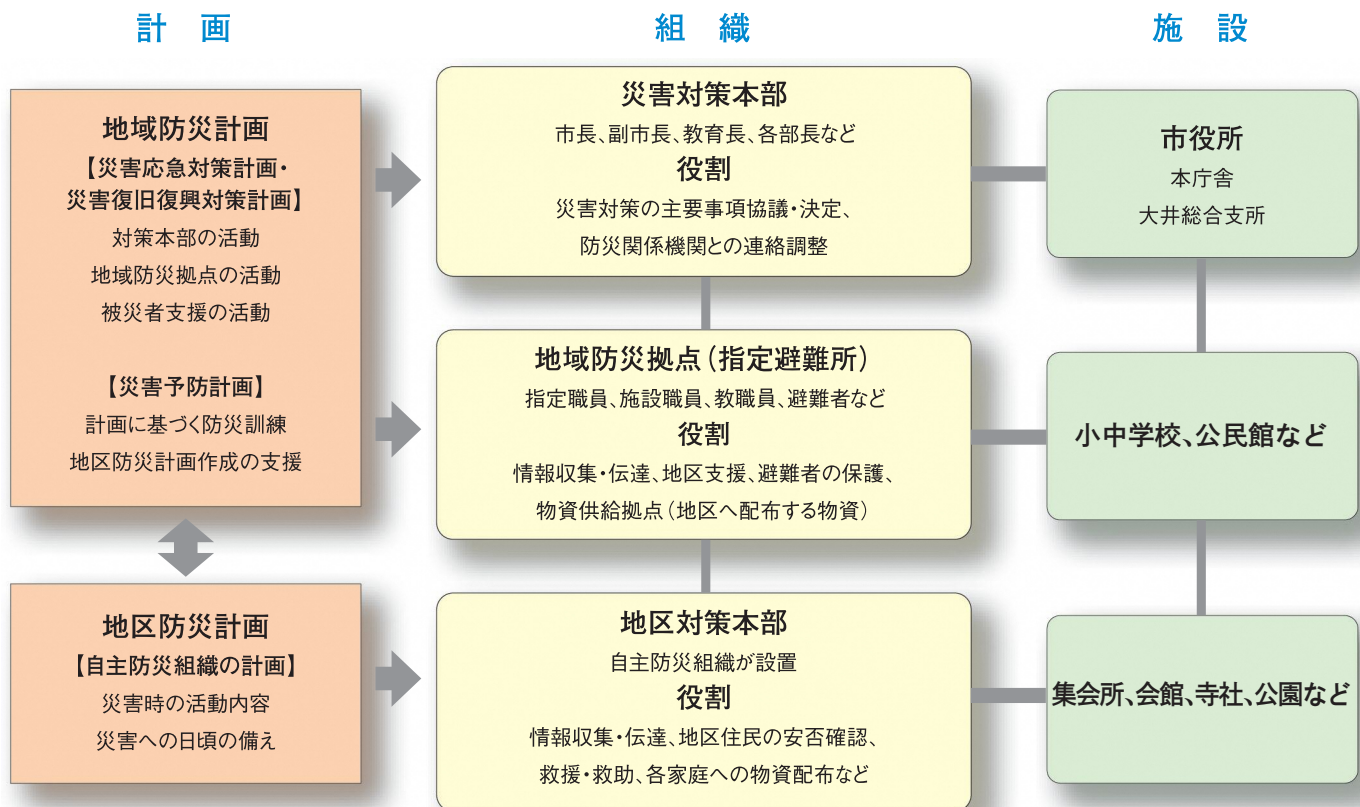 計画
組織
施設
地域防災計画
【災害応急対策計画・
災害復旧復興対策計画】
対策本部の活動
地域防災拠点の活動
被災者支援の活動
【災害予防計画】
計画に基づく防災訓練
地区防災計画作成の支援
地区防災計画
【自主防災組織の計画】
災害時の活動内容
災害への日頃の備え
災害対策本部
市長、副市長、教育長、各部長など
役割
災害対策の主要事項協議・決定、
防災関係機関との連絡調整
地域防災拠点（指定避難所）
指定職員、施設職員、教職員、避難者など
役割
情報収集・伝達、地区支援、避難者の保護、
物資供給拠点（地区へ配布する物資）
地区対策本部
自主防災組織が設置
役割
情報収集・伝達、地区住民の安否確認、
救援・救助、各家庭への物資配布など
市役所
本庁舎
大井総合支所
小中学校、公民館など
集会所、会館、寺社、公園など